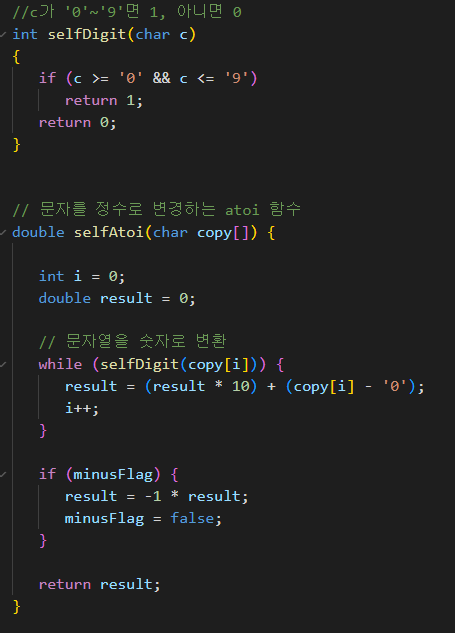 //c가 '0'~'9'면 1, 아니면 0
int selfDigit(char c)
{
if (c >= '0' && c <= '9')
return 1;
return 0;
}
// 문자를 정수로 변경하는 atoi 함수
double selfAtoi(char copy[]) {
int i = 0;
double result = 0;
// 문자열을 숫자로 변환
while (selfDigit(copy[i])) {
result = (result * 10) + (copy[i] - '0');
i++;
}
if (minusFlag) {
result = -1 * result;
minusFlag = false;
}
return result;
}